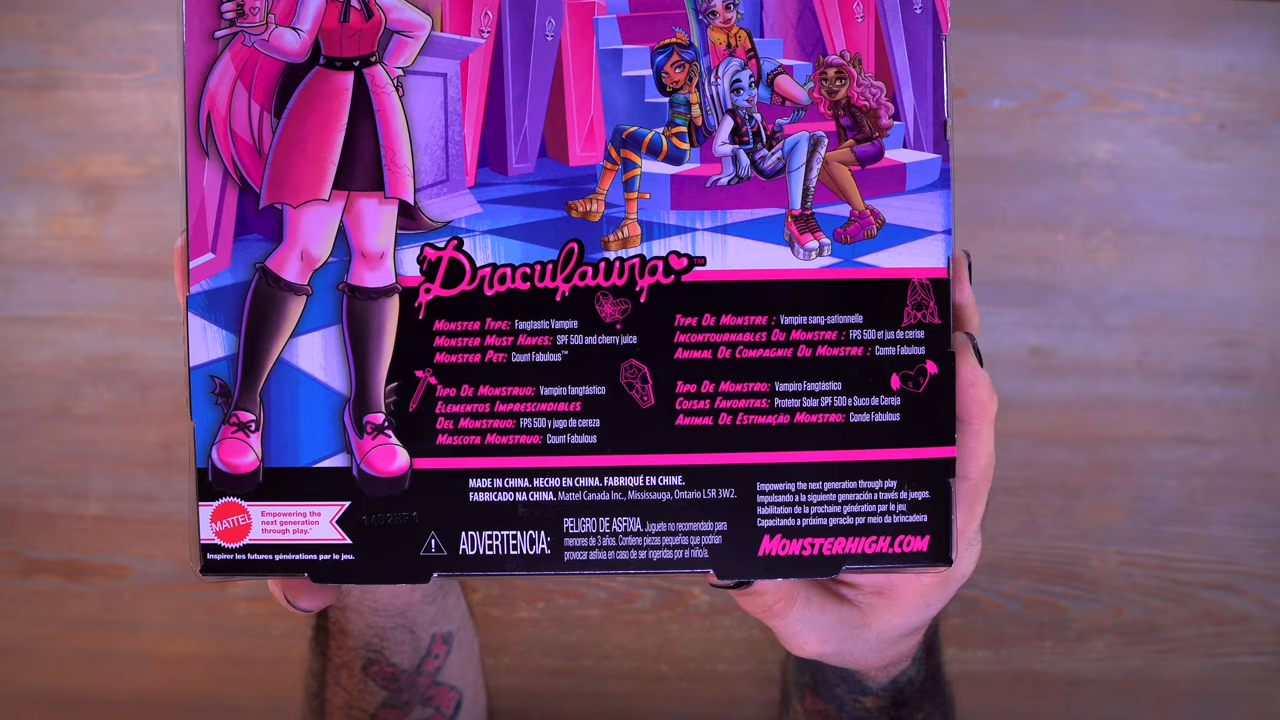 Draculaura™
Monster Type: Fangtastic Vampire
Monster Must Haves: SPF 500 and cherry juice
Monster Pet: Count Fabulous™
Type De Monstre : Vampire sang-sationnelle
Incontournables Du Monstre : FPS 500 et jus de cerise
Animal De Compagnie Du Monstre : Comte Fabulous
Tipo De Monstruo: Vampiro fangtástico
Elementos Imprescindibles
Del Monstruo: FPS 500 y jugo de cereza
Mascota Monstruo: Count Fabulous
Tipo De Monstro: Vampiro Fangtástico
Coisas Favoritas: Protetor Solar SPF 500 e Suco de Cereja
Animal De Estimação Monstro: Conde Fabulous
MADE IN CHINA. HECHO EN CHINA. FABRIQUÉ EN CHINE.
FABRICADO NA CHINA. Mattel Canada Inc., Mississauga, Ontario L5R 3W2.
MATTEL
Empowering the
next generation
through play.™
Inspirer les futures générations par le jeu.
ADVERTENCIA:
PELIGRO DE ASFIXIA. Juguete no recomendado para
menores de 3 años. Contiene piezas pequeñas que podrían
provocar asfixia en caso de ser ingeridas por el niño/a.
Empowering the next generation through play
Impulsando a la siguiente generación a través de juegos.
Habilitation de la prochaine génération par le jeu
Capacitando a próxima geração por meio da brincadeira
MONSTERHIGH.COM